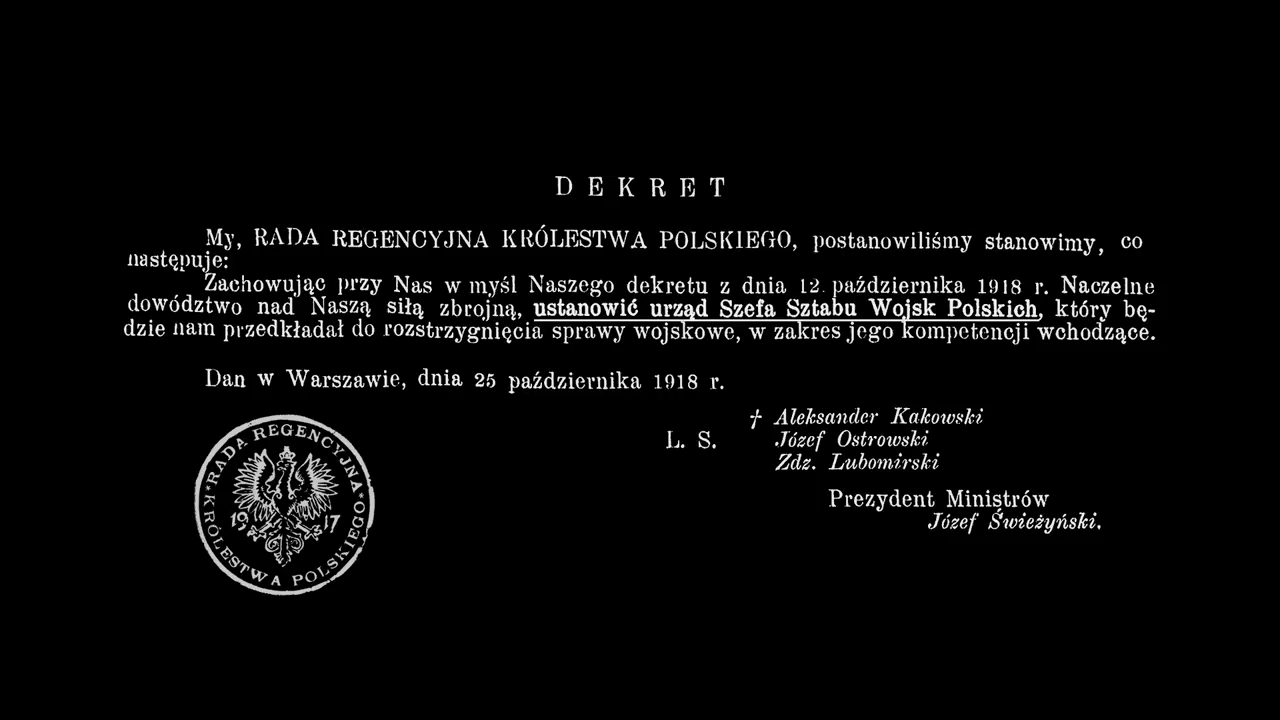 DEKRET
My, RADA REGENCYJNA KRÓLESTWA POLSKIEGO, postanowiliśmy stanowimy, co
następuje:
Zachowując przy Nas w myśl Naszego dekretu z dnia 12. października 1918 r. Naczelne
dowództwo nad Naszą siłą zbrojną, ustanowić urząd Szefa Sztabu Wojsk Polskich, który bę-
dzie nam przedkładał do rozstrzygnięcia sprawy wojskowe, w zakres jego kompetencji wchodzące.
Dan w Warszawie, dnia 25 października 1918 r.
† Aleksander Kakowski
L. S. Józef Ostrowski
Zdz. Lubomirski
Prezydent Ministrów
Józef Świeżyński.
RADA REGENCYJNA
1917
KRÓLESTWA POLSKIEGO